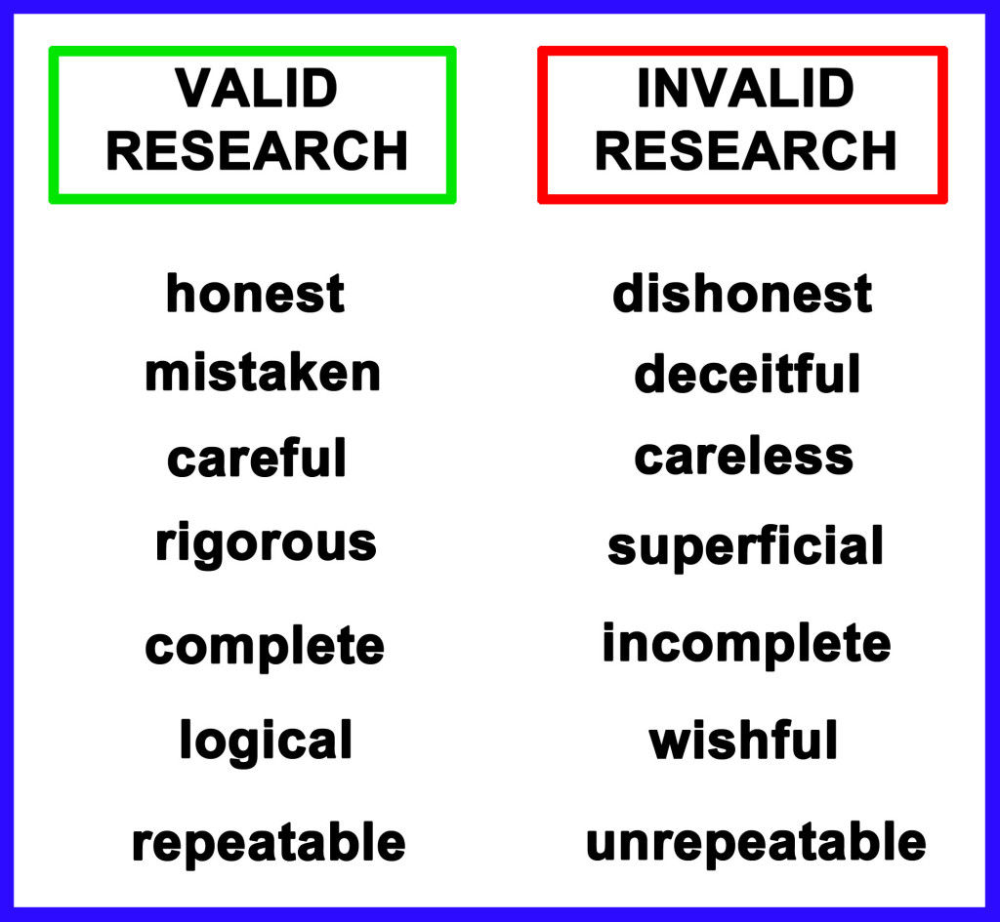 VALID
RESEARCH
INVALID
RESEARCH
honest
dishonest
mistaken
deceitful
careful
careless
rigorous
superficial
complete
incomplete
logical
wishful
repeatable
unrepeatable